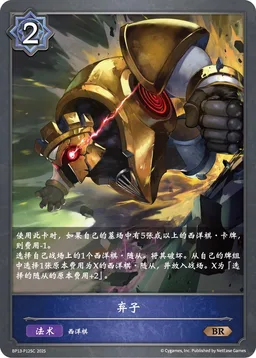 2
使用此卡时，如果自己的墓场中有5张或以上的西洋棋·卡牌，
则费用-1。
选择自己战场上的1个西洋棋·随从。将其破坏。从自己的牌组
中选择1张原本费用为X的西洋棋·随从，并放入战场。X为「选
择的随从的原本费用+2」。
弃子
法术 西洋棋
BR
BP13-P123C 2025
© Cygames, Inc. Published by NetEase Games